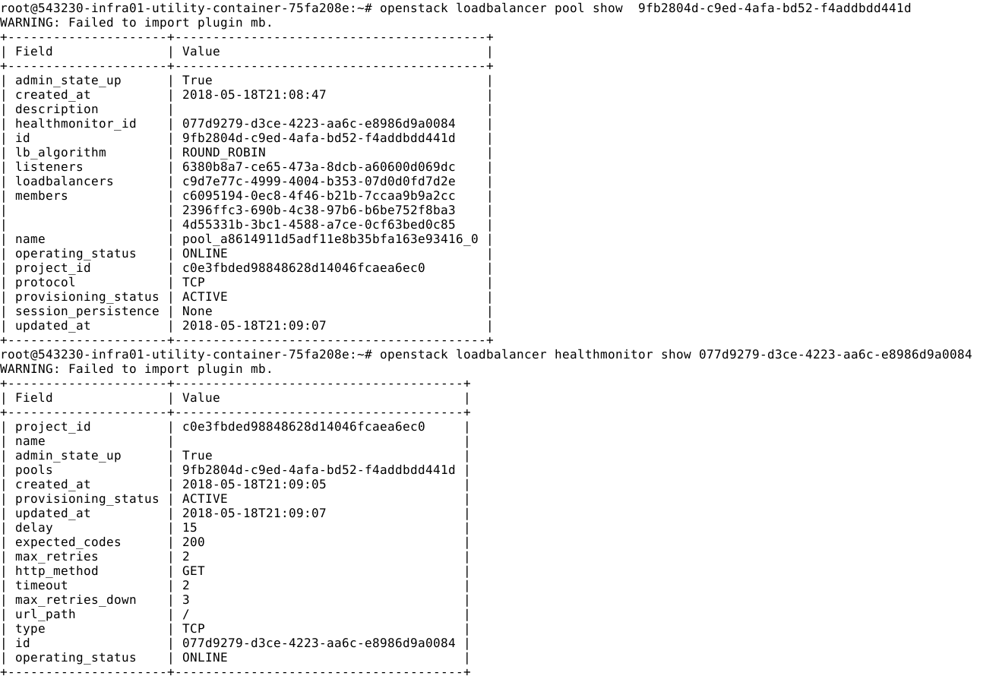 root@543230-infra01-utility-container-75fa208e:~# openstack loadbalancer pool show  9fb2804d-c9ed-4afa-bd52-f4addbdd441d
WARNING: Failed to import plugin mb.
+---------------------+-----------------------------------------+
| Field               | Value                                   |
+---------------------+-----------------------------------------+
| admin_state_up      | True                                    |
| created_at          | 2018-05-18T21:08:47                     |
| description         |                                         |
| healthmonitor_id    | 077d9279-d3ce-4223-aa6c-e8986d9a0084    |
| id                  | 9fb2804d-c9ed-4afa-bd52-f4addbdd441d    |
| lb_algorithm        | ROUND_ROBIN                             |
| listeners           | 6380b8a7-ce65-473a-8dcb-a60600d069dc    |
| loadbalancers       | c9d7e77c-4999-4004-b353-07d0d0fd7d2e    |
| members             | c6095194-0ec8-4f46-b21b-7ccaa9b9a2cc    |
|                     | 2396ffc3-690b-4c38-97b6-b6be752f8ba3    |
|                     | 4d55331b-3bc1-4588-a7ce-0cf63bed0c85    |
| name                | pool_a8614911d5adf11e8b35bfa163e93416_0 |
| operating_status    | ONLINE                                  |
| project_id          | c0e3fbded98848628d14046fcaea6ec0        |
| protocol            | TCP                                     |
| provisioning_status | ACTIVE                                  |
| session_persistence | None                                    |
| updated_at          | 2018-05-18T21:09:07                     |
+---------------------+-----------------------------------------+
root@543230-infra01-utility-container-75fa208e:~# openstack loadbalancer healthmonitor show 077d9279-d3ce-4223-aa6c-e8986d9a0084
WARNING: Failed to import plugin mb.
+---------------------+--------------------------------------+
| Field               | Value                                |
+---------------------+--------------------------------------+
| project_id          | c0e3fbded98848628d14046fcaea6ec0     |
| name                |                                      |
| admin_state_up      | True                                 |
| pools               | 9fb2804d-c9ed-4afa-bd52-f4addbdd441d |
| created_at          | 2018-05-18T21:09:05                  |
| provisioning_status | ACTIVE                               |
| updated_at          | 2018-05-18T21:09:07                  |
| delay               | 15                                   |
| expected_codes      | 200                                  |
| max_retries         | 2                                    |
| http_method         | GET                                  |
| timeout             | 2                                    |
| max_retries_down    | 3                                    |
| url_path            | /                                    |
| type                | TCP                                  |
| id                  | 077d9279-d3ce-4223-aa6c-e8986d9a0084 |
| operating_status    | ONLINE                               |
+---------------------+--------------------------------------+